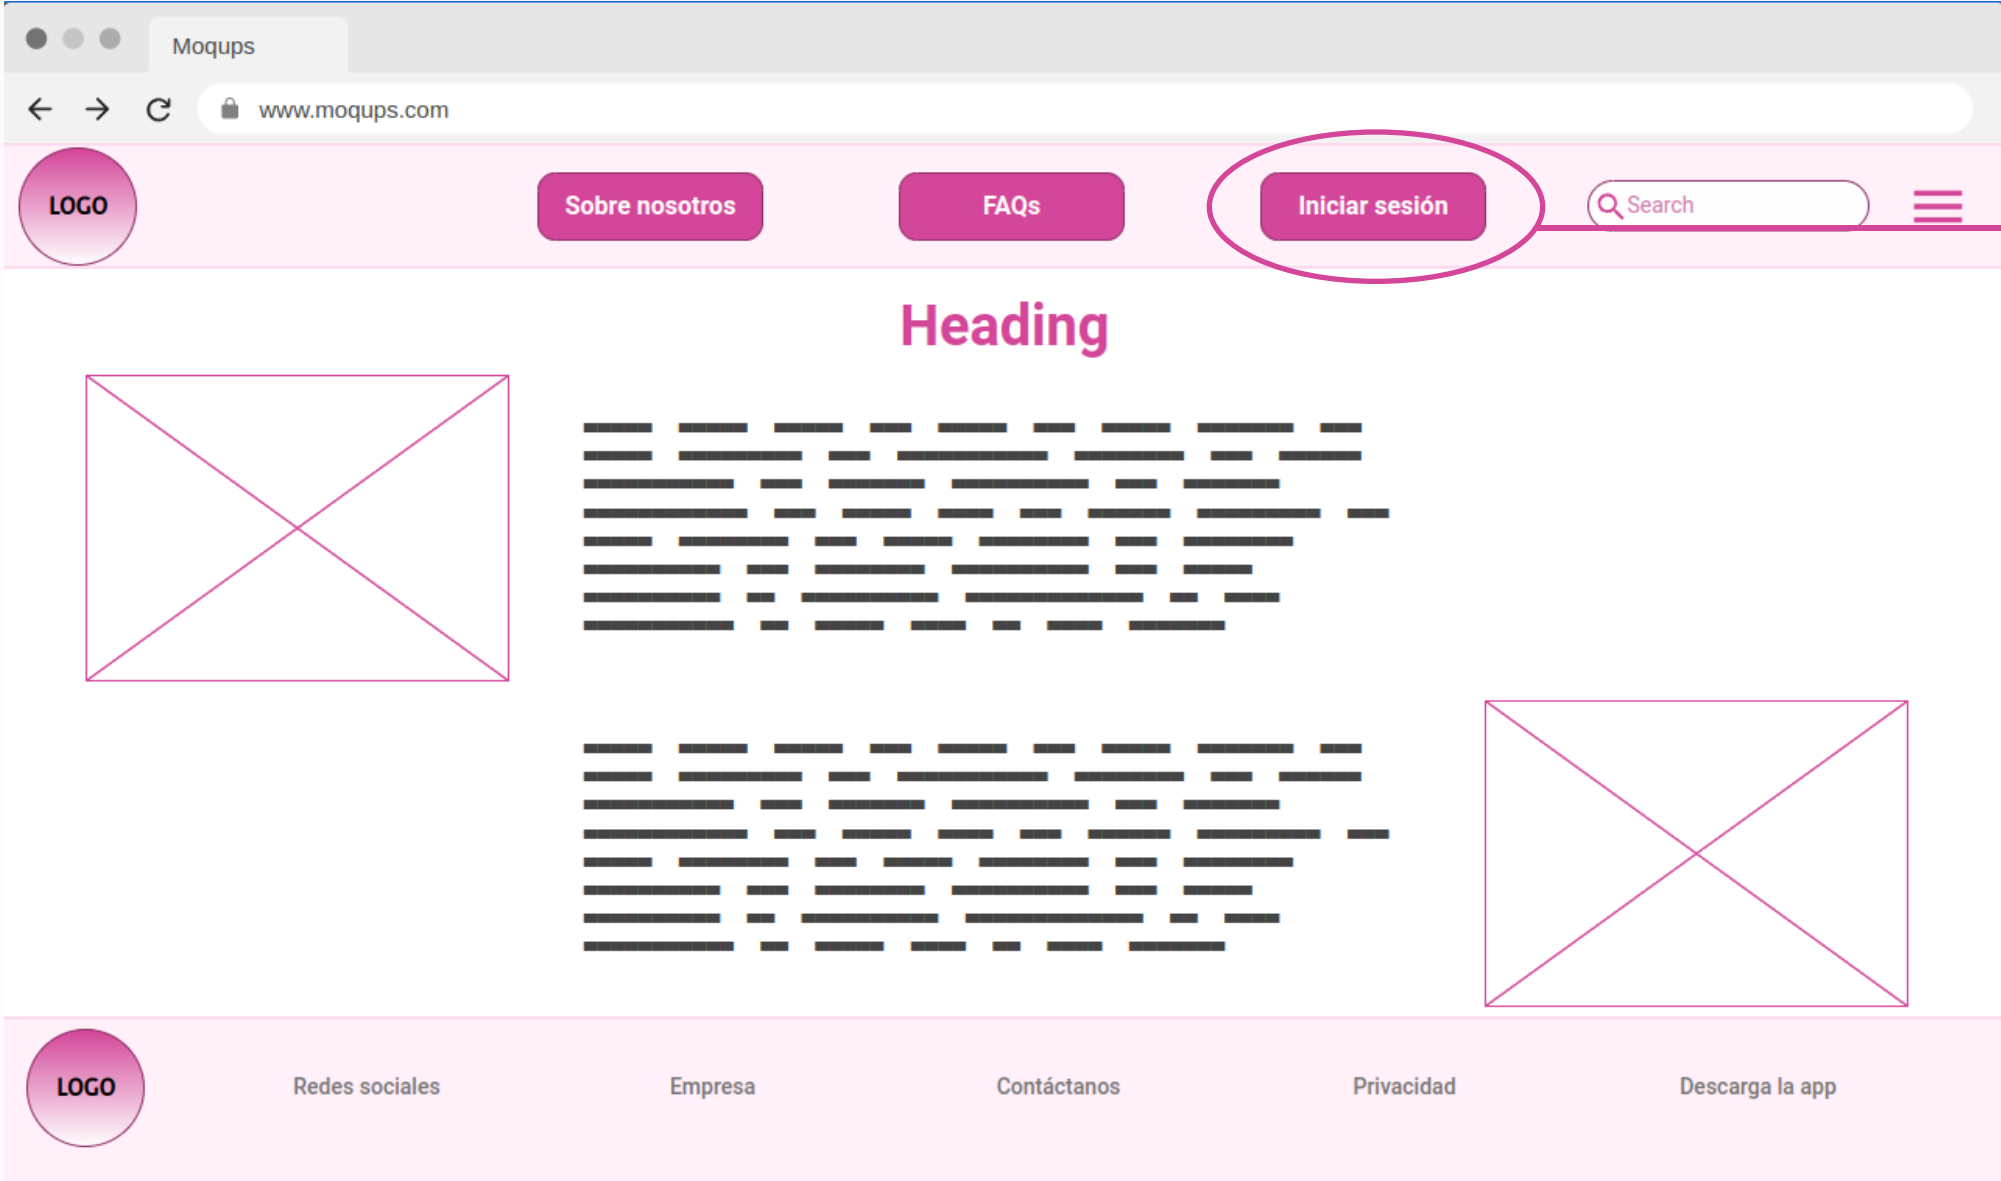 Moqups
www.moqups.com
LOGO
Sobre nosotros
FAQs
Iniciar sesión
Search
Heading
LOGO
Redes sociales
Empresa
Contáctanos
Privacidad
Descarga la app